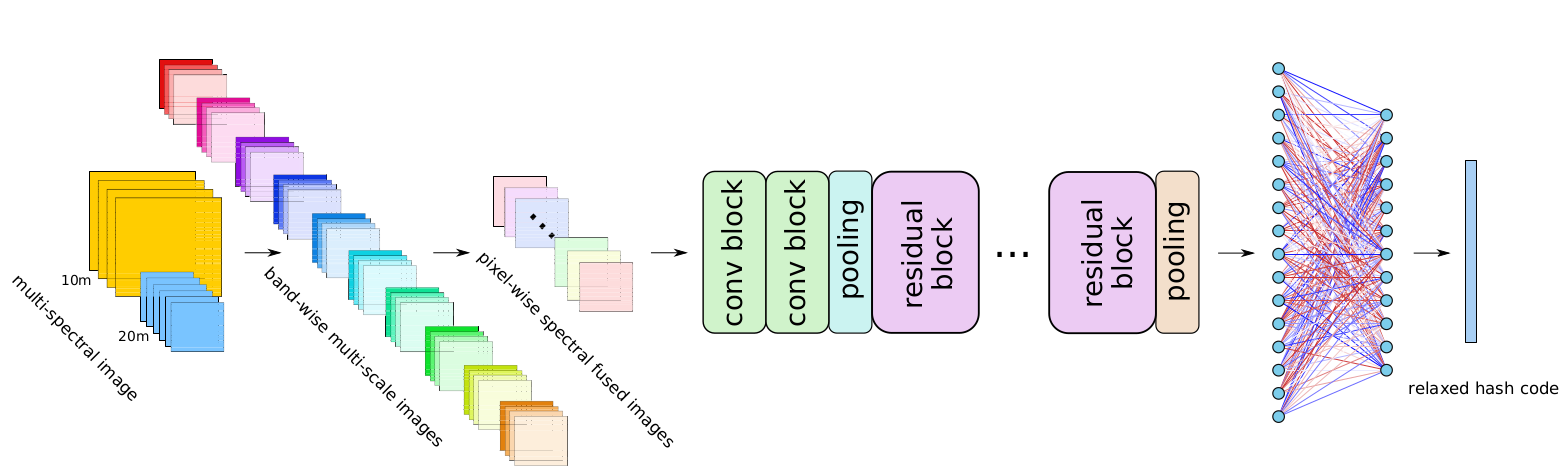 10m
20m
multi-spectral image
band-wise multi-scale images
pixel-wise spectral fused images
conv block
conv block
pooling
residual
block
...
residual
block
pooling
relaxed hash code